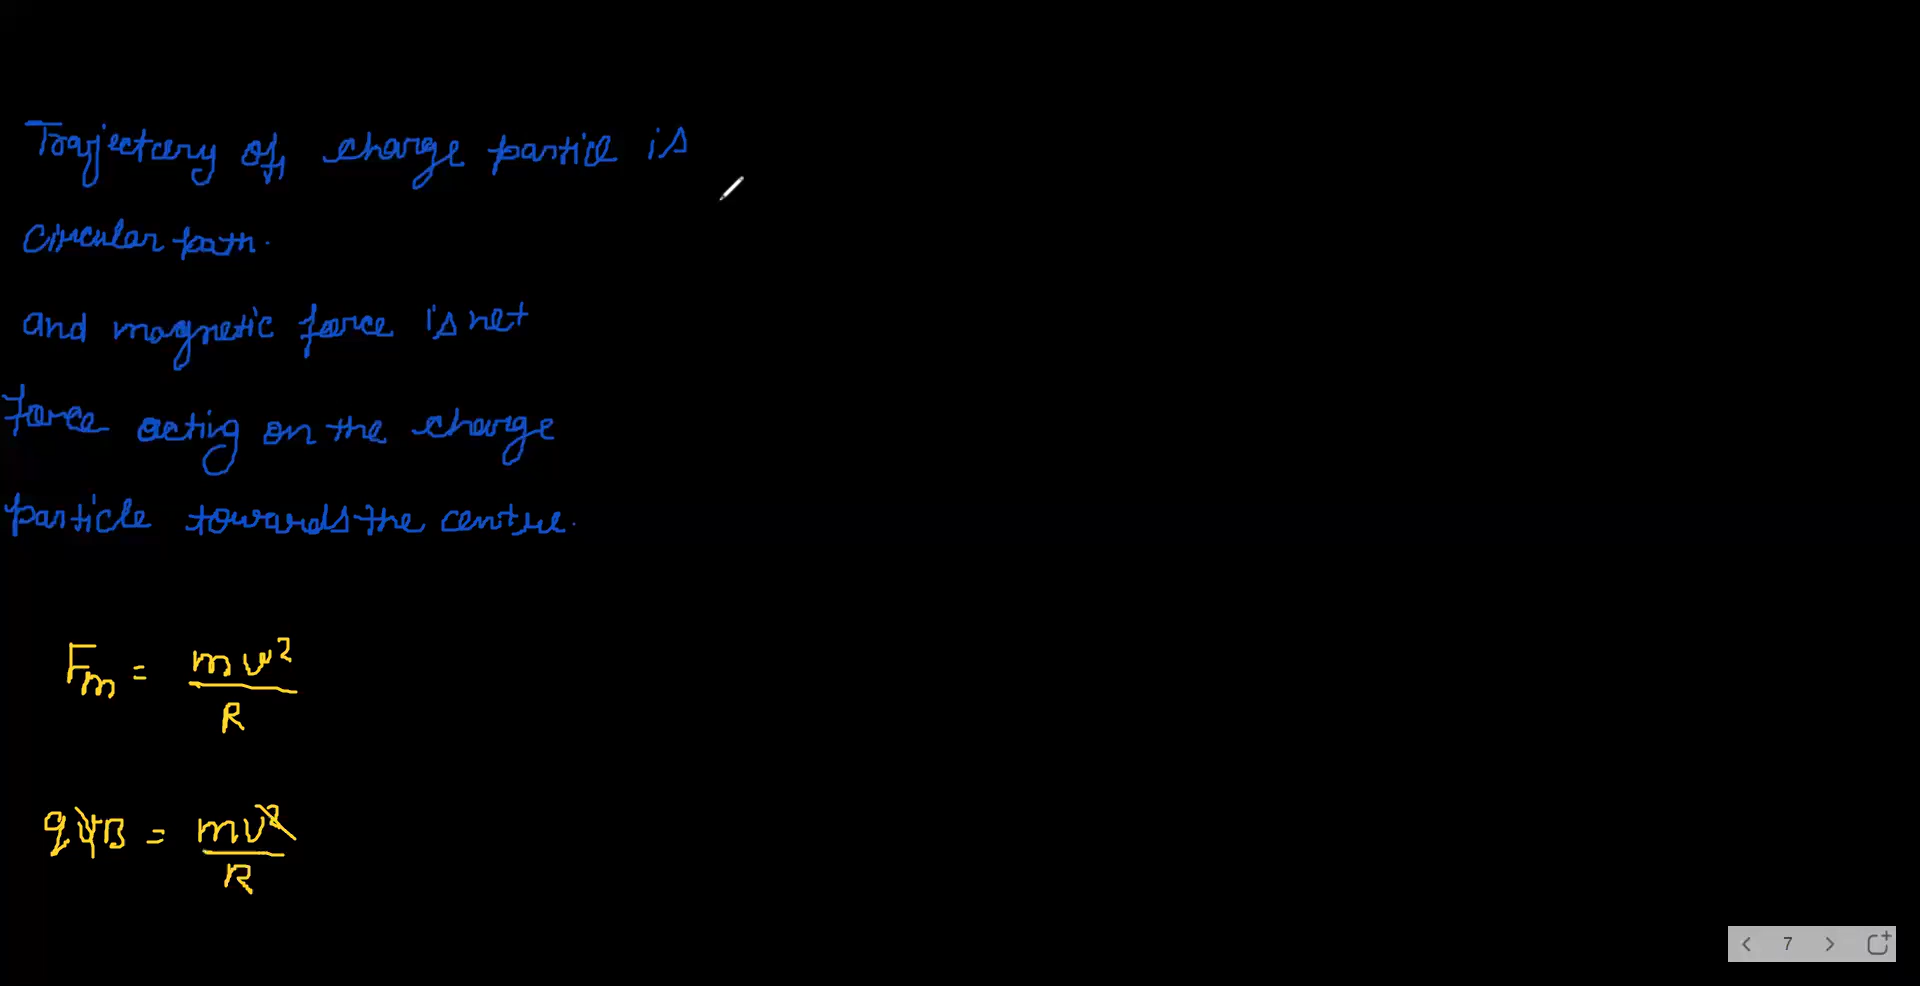 Trajectory of charge particle is
circular path.
and magnetic force is net
force acting on the charge
particle towards the centre.
Fm = mv²/R
qvB = mv²/R
7